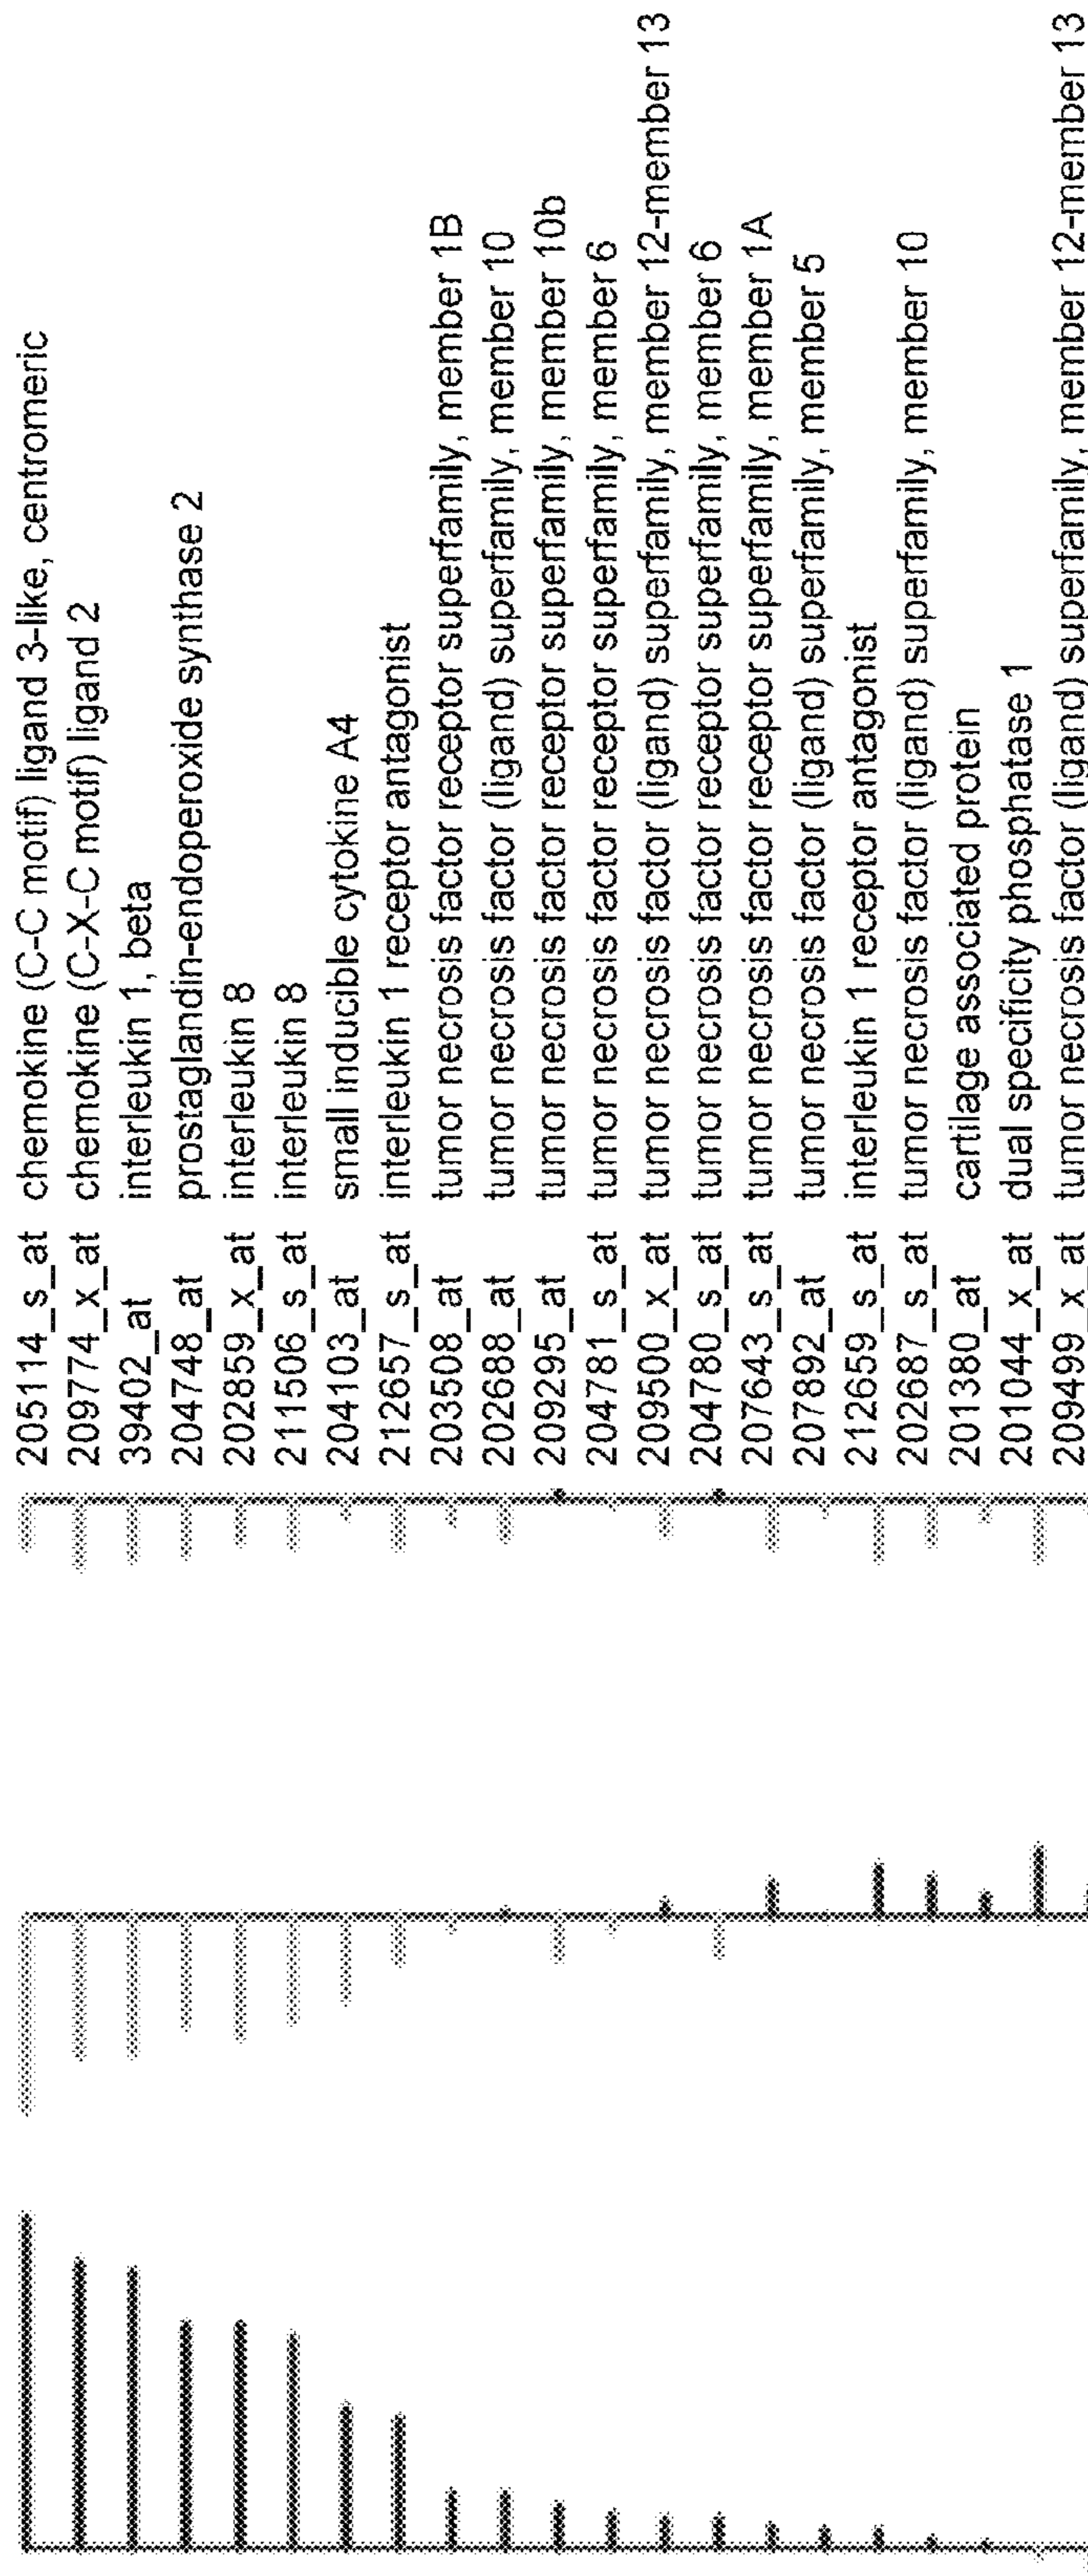 205114_s_at chemokine (C-C motif) ligand 3-like, centromeric
209774_x_at chemokine (C-X-C motif) ligand 2
39402_at interleukin 1, beta
204748_at prostaglandin-endoperoxide synthase 2
202859_x_at interleukin 8
211506_s_at interleukin 8
204103_at small inducible cytokine A4
212657_s_at interleukin 1 receptor antagonist
203508_at tumor necrosis factor receptor superfamily, member 1B
202688_at tumor necrosis factor (ligand) superfamily, member 10
209295_at tumor necrosis factor receptor superfamily, member 10b
204781_s_at tumor necrosis factor receptor superfamily, member 6
209500_x_at tumor necrosis factor (ligand) superfamily, member 12-member 13
204780_s_at tumor necrosis factor receptor superfamily, member 6
207643_s_at tumor necrosis factor receptor superfamily, member 1A
207892_at tumor necrosis factor (ligand) superfamily, member 5
212659_s_at interleukin 1 receptor antagonist
202687_s_at tumor necrosis factor (ligand) superfamily, member 10
201380_at cartilage associated protein
201044_x_at dual specificity phosphatase 1
209499_x_at tumor necrosis factor (ligand) superfamily, member 12-member 13